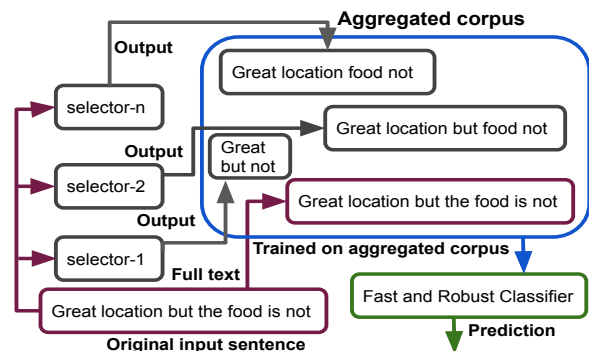 Aggregated corpus
Output
Great location food not
selector-n
Great location but food not
Output
Great
but not
selector-2
Great location but the food is not
Output
Trained on aggregated corpus
selector-1
Full text
Fast and Robust Classifier
Great location but the food is not
Prediction
Original input sentence